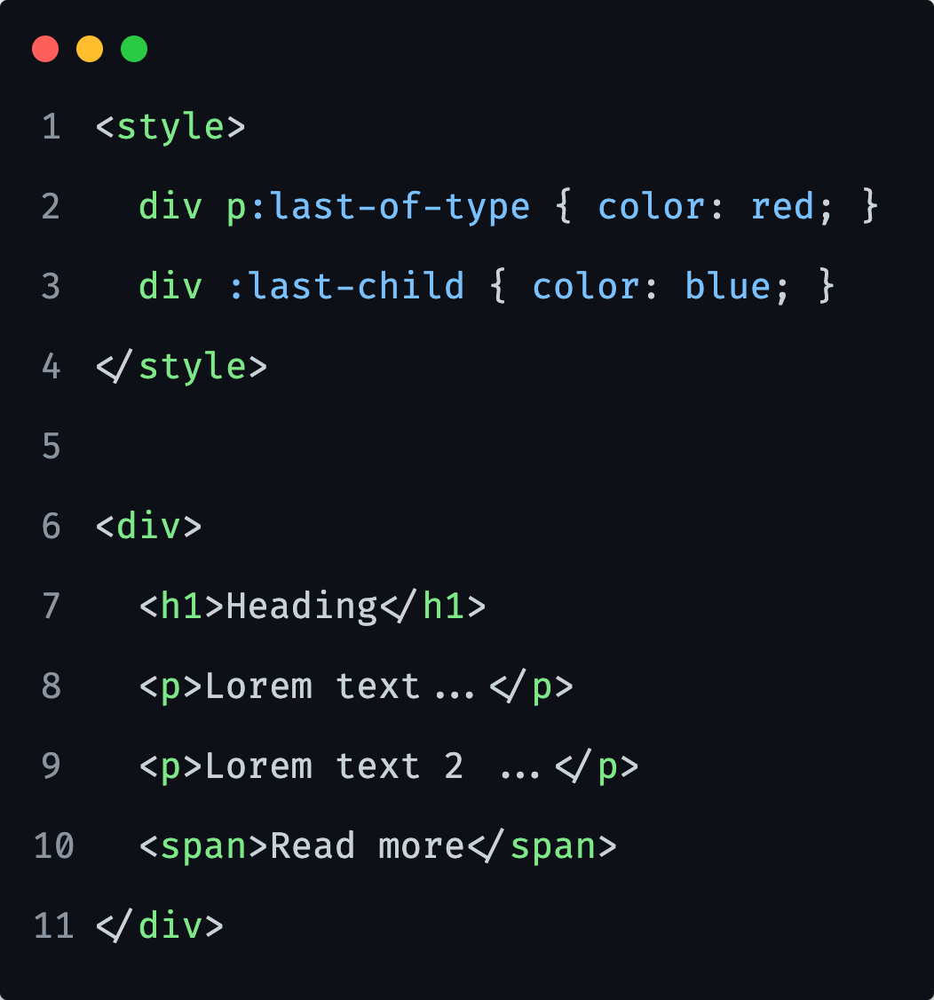 1 <style>
2   div p:last-of-type { color: red; }
3   div :last-child { color: blue; }
4 </style>
5
6 <div>
7   <h1>Heading</h1>
8   <p>Lorem text...</p>
9   <p>Lorem text 2 ...</p>
10   <span>Read more</span>
11 </div>